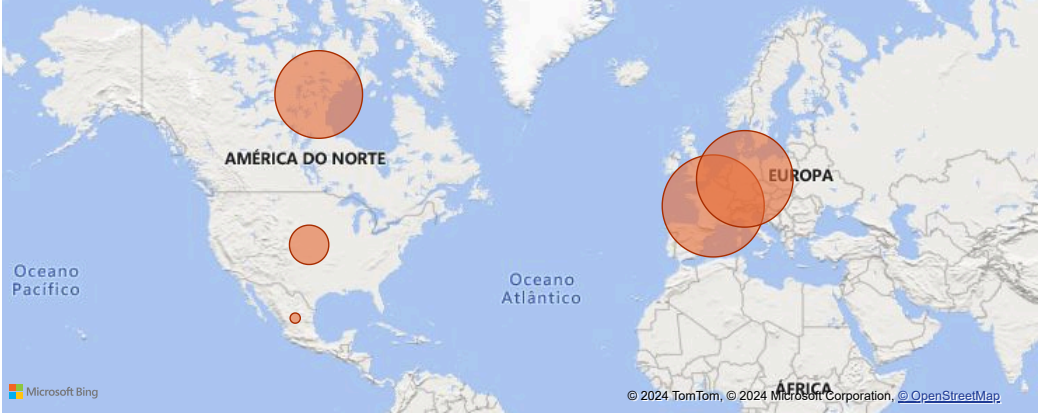 AMÉRICA DO NORTE
EUROPA
Oceano
Pacífico
Oceano
Atlântico
ÁFRICA
Microsoft Bing
© 2024 TomTom, © 2024 Microsoft Corporation, © OpenStreetMap